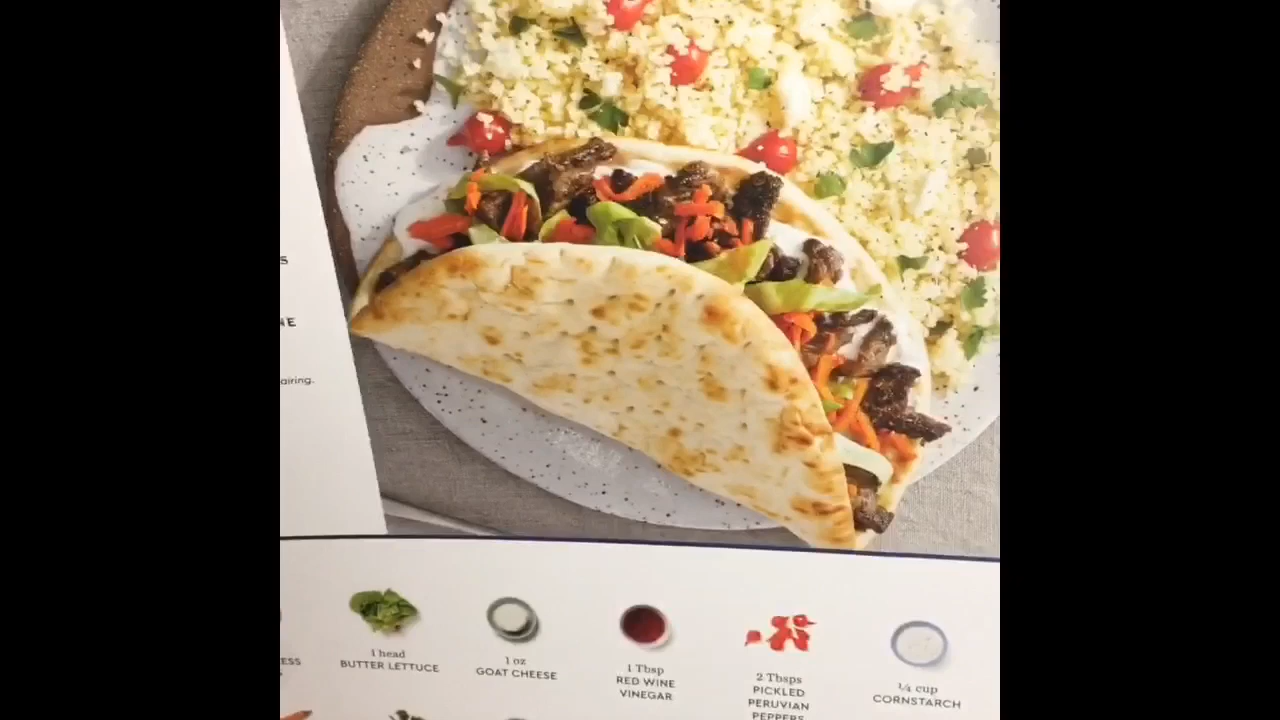 1 head
BUTTER LETTUCE
1 oz
GOAT CHEESE
1 Tbsp
RED WINE
VINEGAR
2 Tbsps
PICKLED
PERUVIAN
PEPPERS
1/4 cup
CORNSTARCH